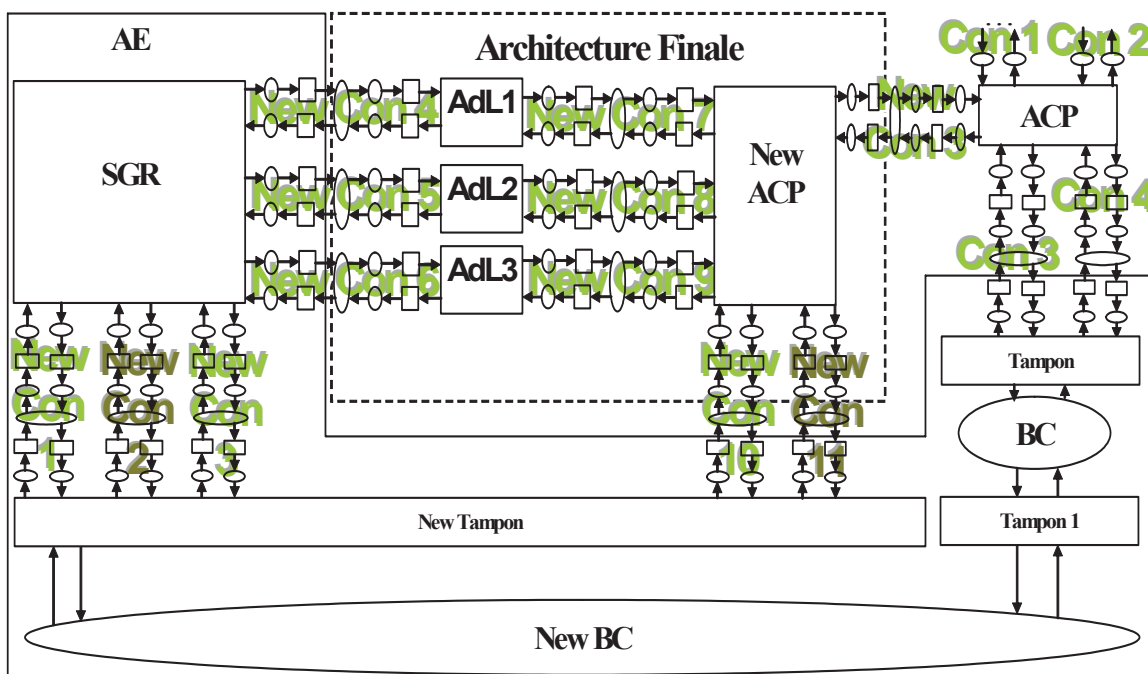 AE
Architecture Finale
Con 1
Con 2
SGR
New Con 4
AdL1
New Con 7
New ACP
New Con 3
ACP
New Con 5
AdL2
New Con 8
Con 4
New Con 6
AdL3
New Con 9
Con 3
New Con 1
New Con 2
New Con 3
New Con 10
New Con 11
Tampon
BC
New Tampon
Tampon 1
New BC